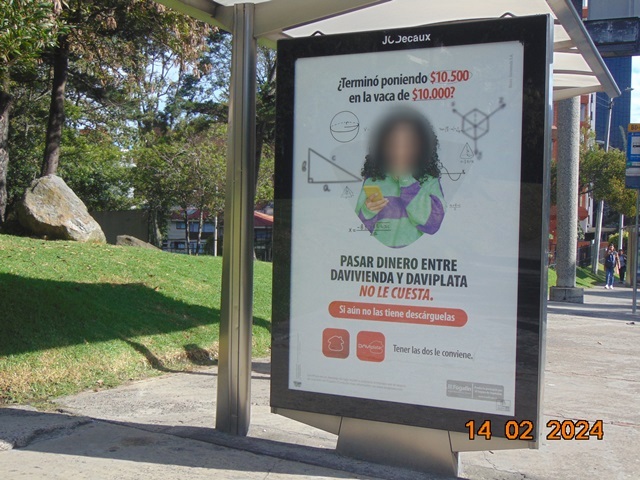 JCDecaux
¿Terminó poniendo $10.500
en la vaca de $10.000?
PASAR DINERO ENTRE
DAVIVIENDA Y DAVIPLATA
NO LE CUESTA.
Si aún no las tiene descárguelas
Tener las dos le conviene.
14 02 2024